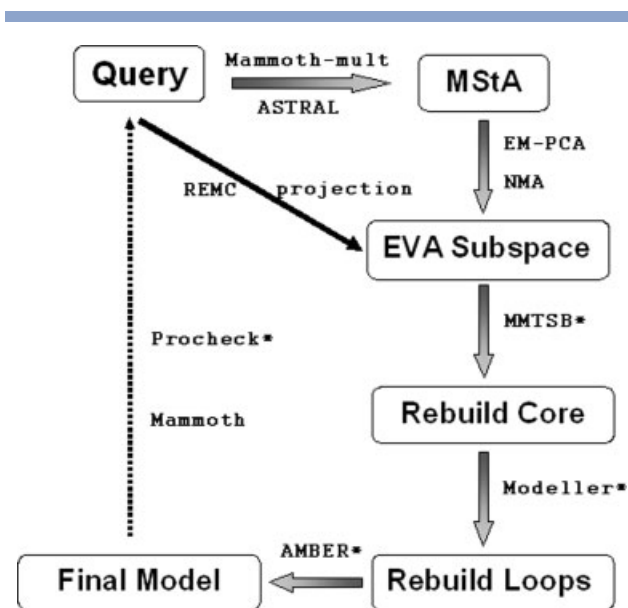 Mammoth-mult
Query
MStA
ASTRAL
EM-PCA
NMA
REMC projection
EVA Subspace
MMTSB*
Procheck*
Mammoth
Rebuild Core
Modeller*
AMBER*
Final Model
Rebuild Loops